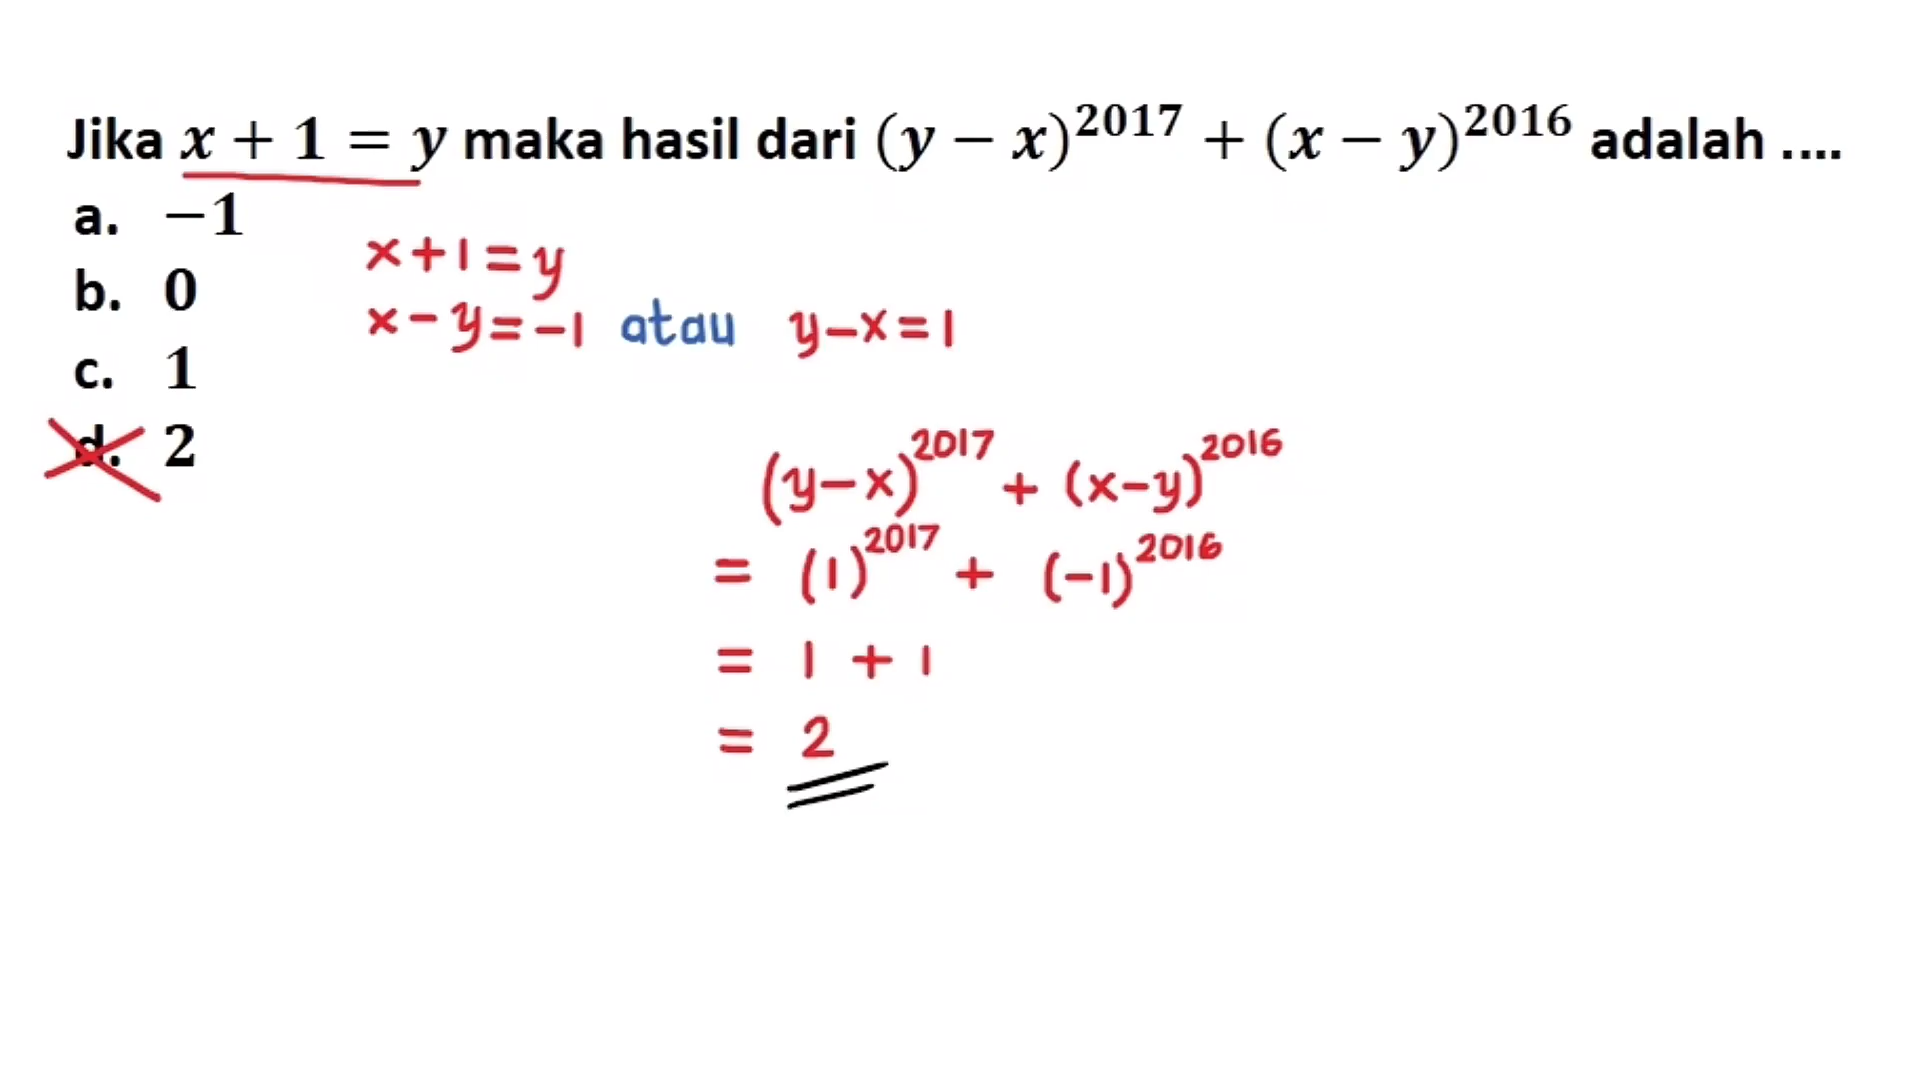 Jika x + 1 = y maka hasil dari (y − x)²⁰¹⁷ + (x − y)²⁰¹⁶ adalah ....
a. −1
b. 0
c. 1
d. 2
x+1=y
x−y=−1 atau y−x=1
(y−x)²⁰¹⁷ + (x−y)²⁰¹⁶
= (1)²⁰¹⁷ + (−1)²⁰¹⁶
= 1 + 1
= 2